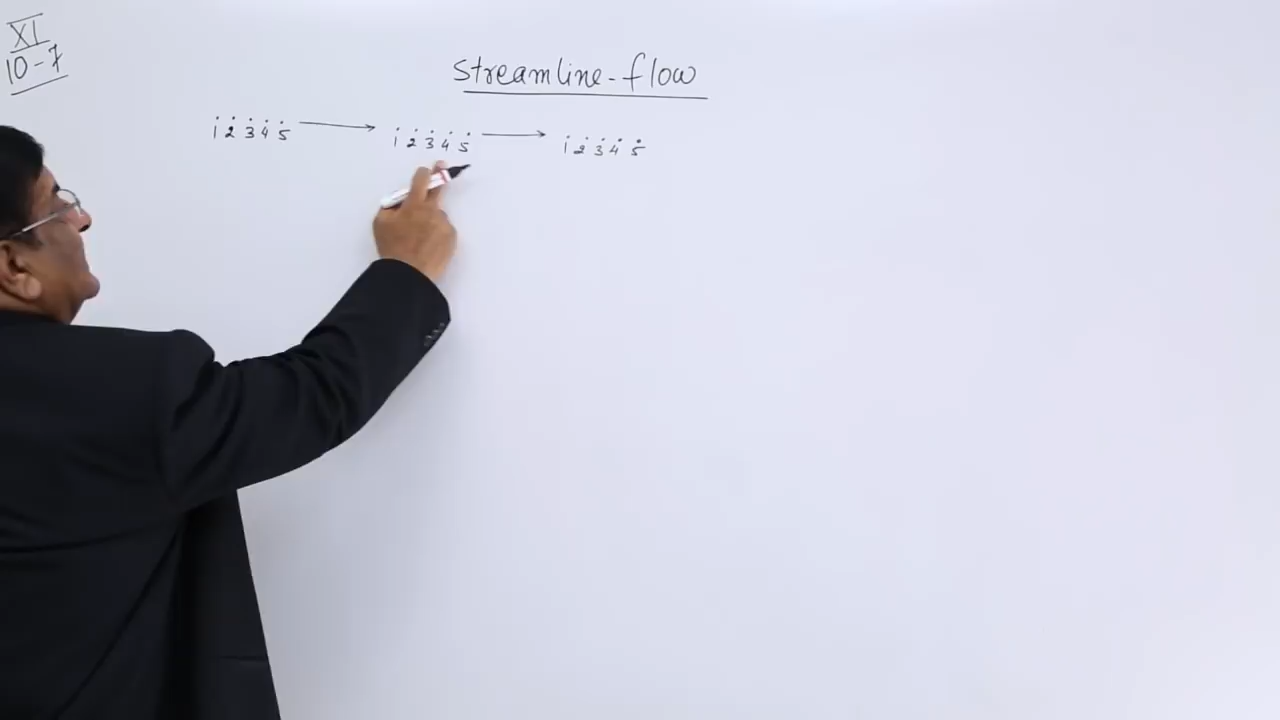 XI
10-7
Streamline-flow
1 2 3 4 5 → 1 2 3 4 5 → 1 2 3 4 5